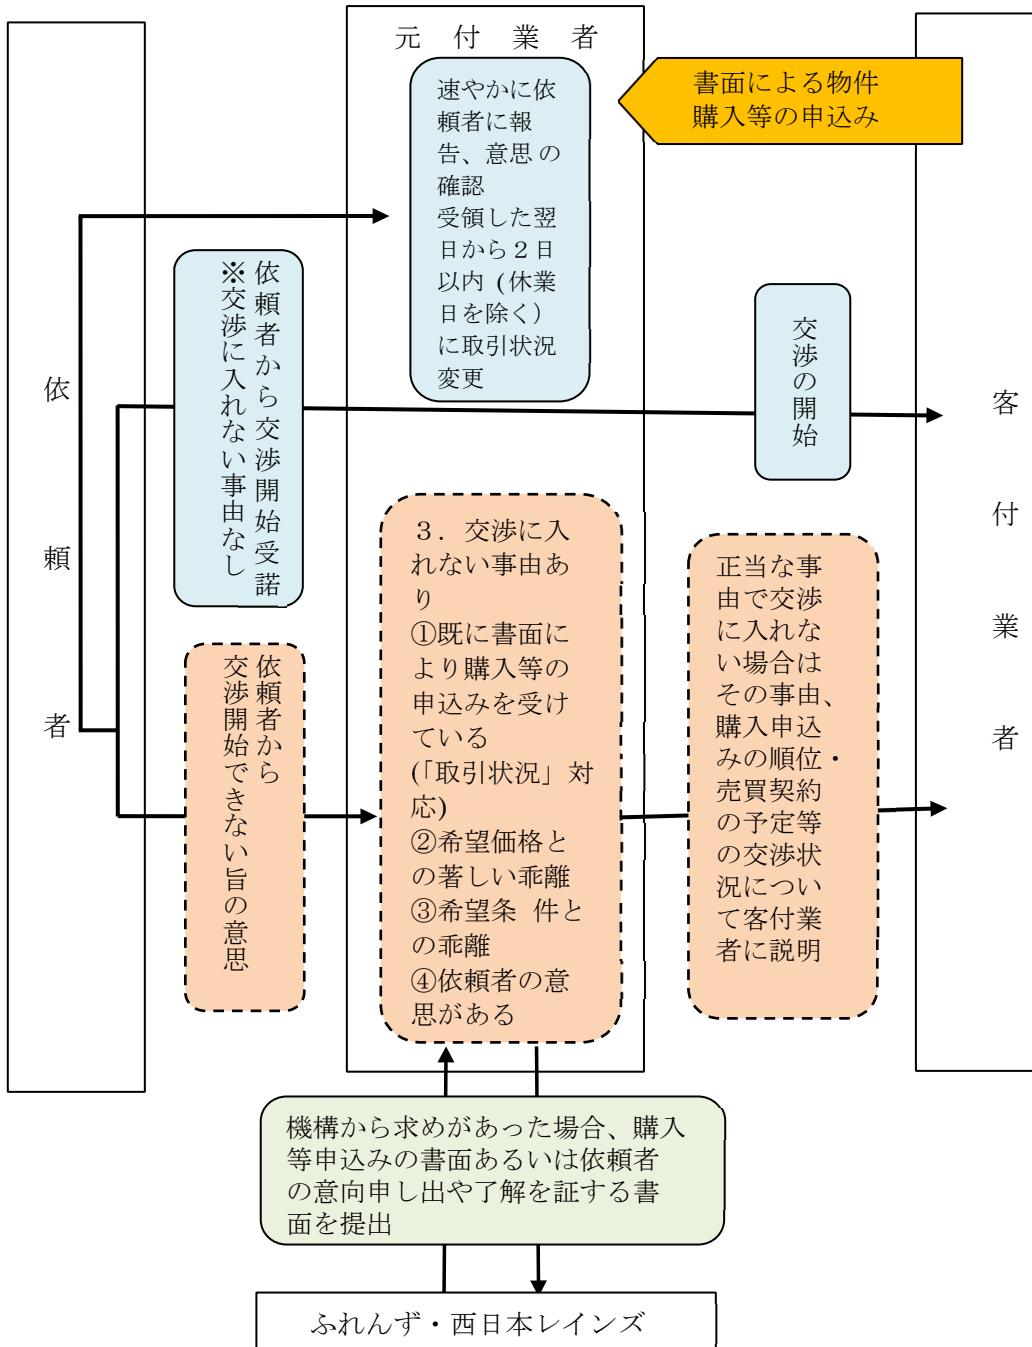 元付業者
速やかに依
頼者に報
告、意思の
確認
受領した翌
日から２日
以内(休業
日を除く）
に取引状況
変更
書面による物件
購入等の申込み
依頼者
依頼者から交渉開始受諾
※交渉に入れない事由なし
交渉の開始
客付業者
依頼者から
交渉開始できない旨の意思
３．交渉に入
れない事由あ
り
①既に書面に
より購入等の
申込みを受け
ている
(「取引状況」対
応)
②希望価格と
の著しい乖離
③希望条 件と
の乖離
④依頼者の意
思がある
正当な事
由で交渉
に入れな
い場合は
その事由、
購入申込
みの順位・
売買契約
の予定等
の交渉状
況につい
て客付業
者に説明
機構から求めがあった場合、購入
等申込みの書面あるいは依頼者
の意向申し出や了解を証する書
面を提出
ふれんず・西日本レインズ